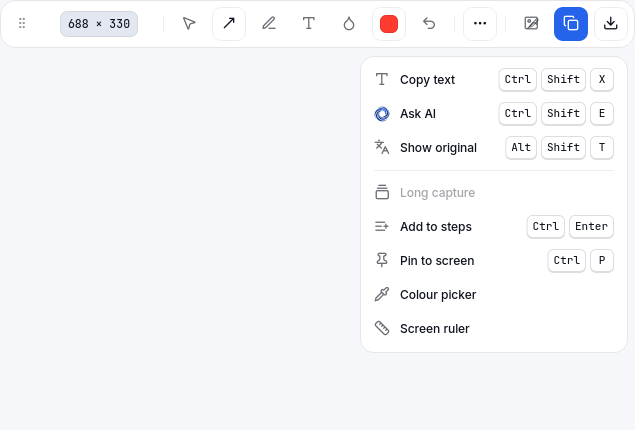 688 × 330
Copy text Ctrl Shift X
Ask AI Ctrl Shift E
Show original Alt Shift T
Long capture
Add to steps Ctrl Enter
Pin to screen Ctrl P
Colour picker
Screen ruler